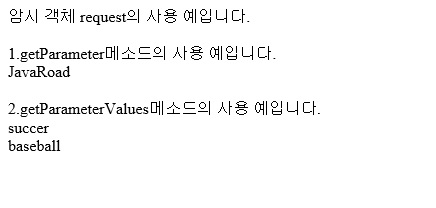 암시 객체 request의 사용 예입니다.
1.getParameter메소드의 사용 예입니다.
JavaRoad
2.getParameterValues메소드의 사용 예입니다.
succer
baseball